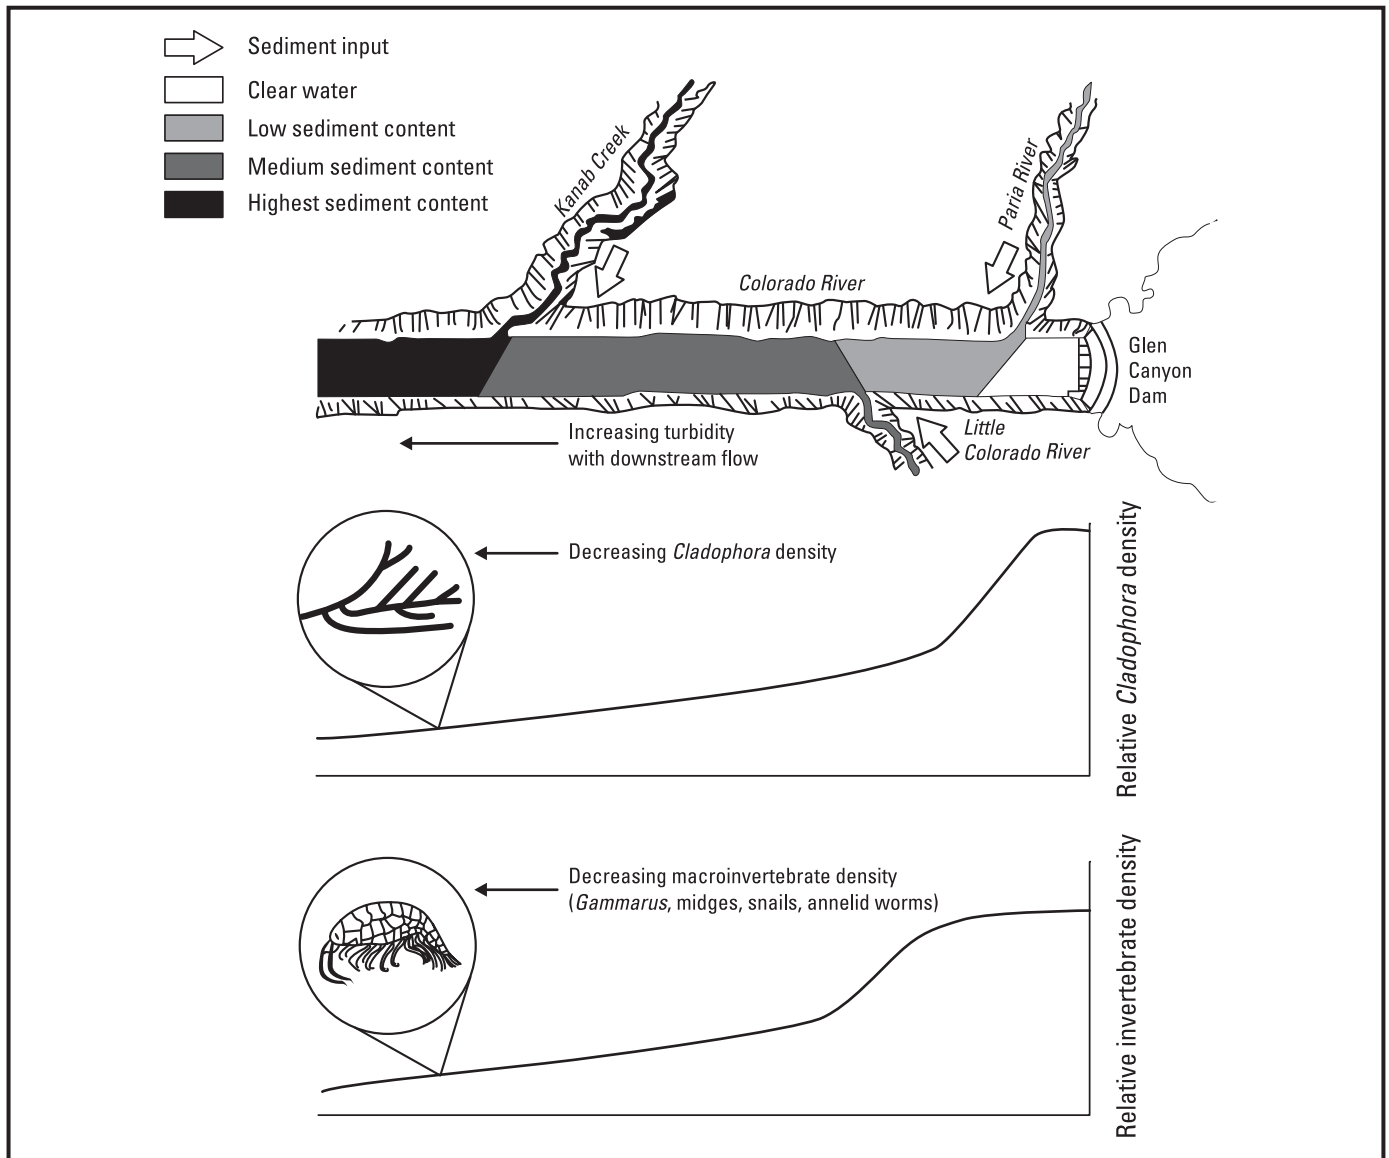 Sediment input
Clear water
Low sediment content
Medium sediment content
Highest sediment content
Kanab Creek
Paria River
Colorado River
Glen
Canyon
Dam
Little
Colorado River
Increasing turbidity
with downstream flow
Decreasing Cladophora density
Relative Cladophora density
Decreasing macroinvertebrate density
(Gammarus, midges, snails, annelid worms)
Relative invertebrate density